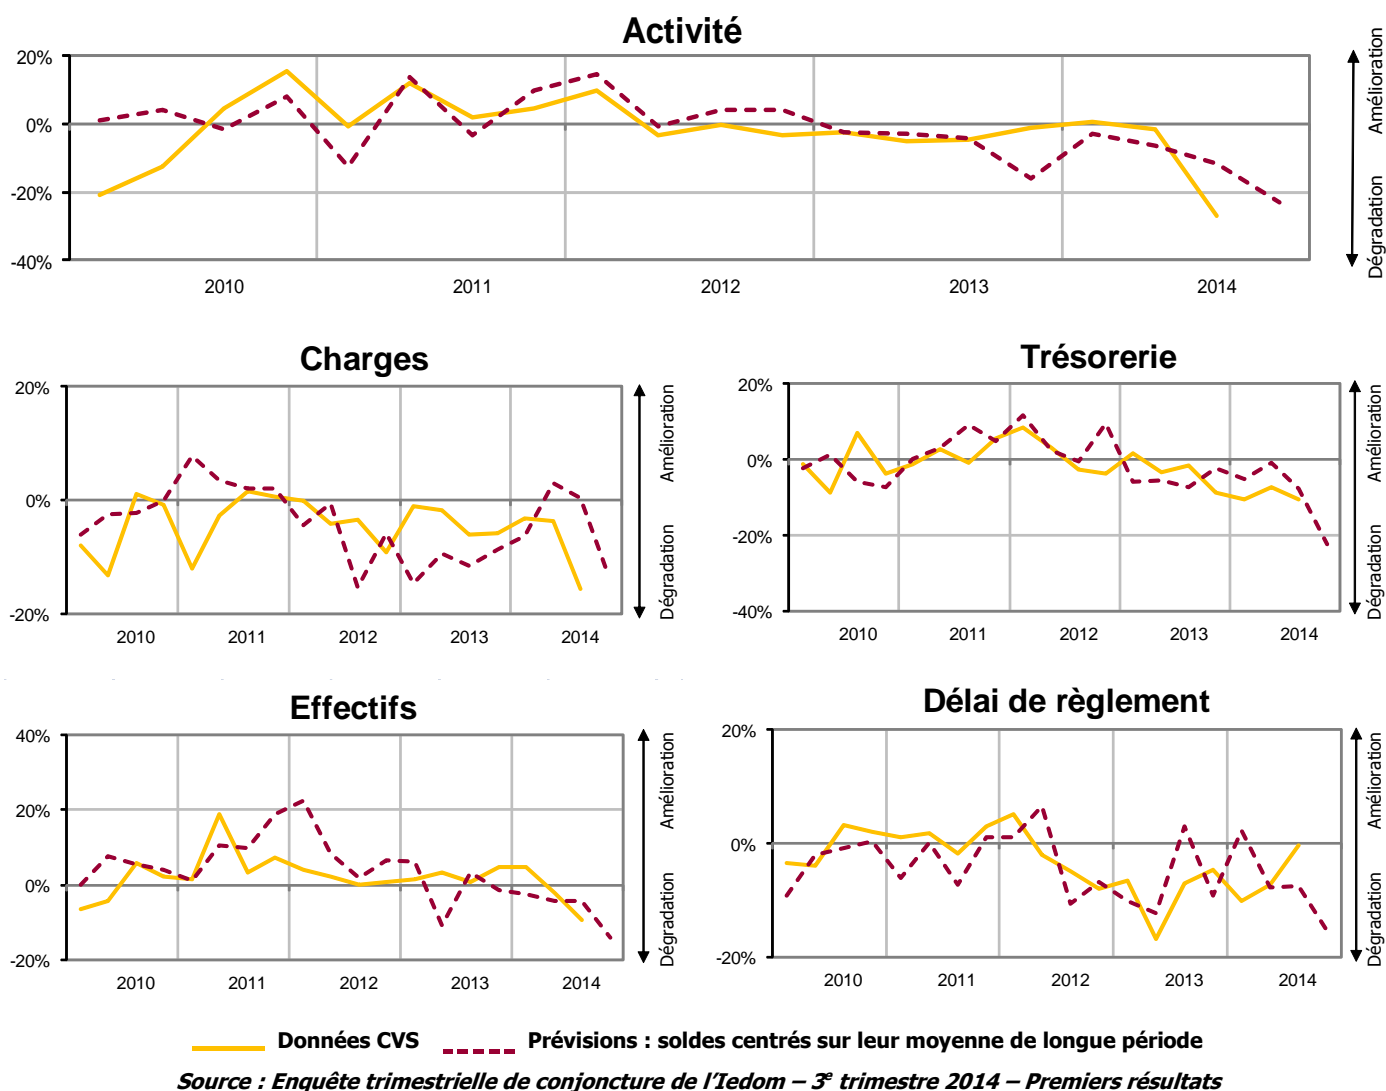 Activité
20%
0%
-20%
-40%
2010 2011 2012 2013 2014
Amélioration
Dégradation
Charges
20%
0%
-20%
2010 2011 2012 2013 2014
Amélioration
Dégradation
Trésorerie
20%
0%
-20%
-40%
2010 2011 2012 2013 2014
Amélioration
Dégradation
Effectifs
40%
20%
0%
-20%
2010 2011 2012 2013 2014
Amélioration
Dégradation
Délai de règlement
20%
0%
-20%
2010 2011 2012 2013 2014
Amélioration
Dégradation
Données CVS Prévisions : soldes centrés sur leur moyenne de longue période
Source : Enquête trimestrielle de conjoncture de l'Iedom – 3e trimestre 2014 – Premiers résultats